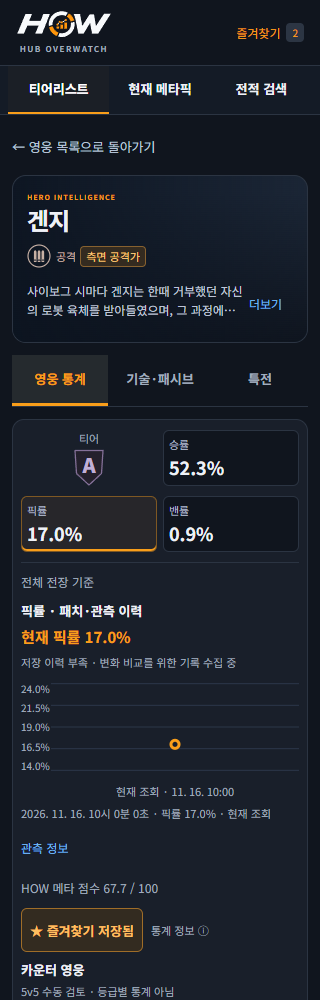 HOW
HUB OVERWATCH
즐겨찾기 2
티어리스트 현재 메타픽 전적 검색
← 영웅 목록으로 돌아가기
HERO INTELLIGENCE
겐지
공격 측면 공격가
사이보그 시마다 겐지는 한때 거부했던 자신
의 로봇 육체를 받아들였으며, 그 과정에… 더보기
영웅 통계 기술·패시브 특전
티어
A
승률
52.3%
픽률
17.0%
밴률
0.9%
전체 전장 기준
픽률 · 패치·관측 이력
현재 픽률 17.0%
저장 이력 부족 · 변화 비교를 위한 기록 수집 중
24.0%
21.5%
19.0%
16.5%
14.0%
현재 조회 · 11. 16. 10:00
2026. 11. 16. 10시 0분 0초 · 픽률 17.0% · 현재 조회
관측 정보
HOW 메타 점수 67.7 / 100
★ 즐겨찾기 저장됨 통계 정보 ⓘ
카운터 영웅
5v5 수동 검토 · 등급별 통계 아님